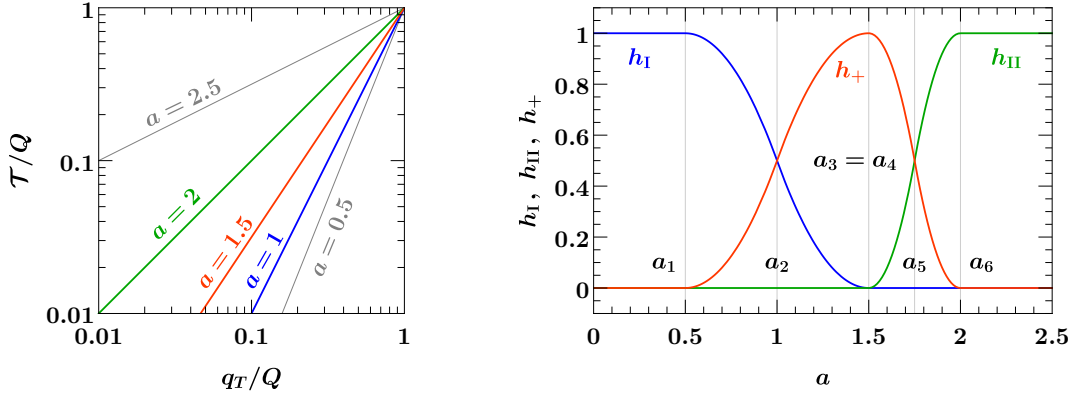 1
0.1
0.01
𝒯/Q
a = 2.5
a = 2
a = 1.5
a = 1
a = 0.5
0.01
0.1
1
q_T/Q
1
0.8
0.6
0.4
0.2
0
h_I , h_II , h_+
h_I
h_+
h_II
a_3 = a_4
a_1
a_2
a_5
a_6
0
0.5
1
1.5
2
2.5
a